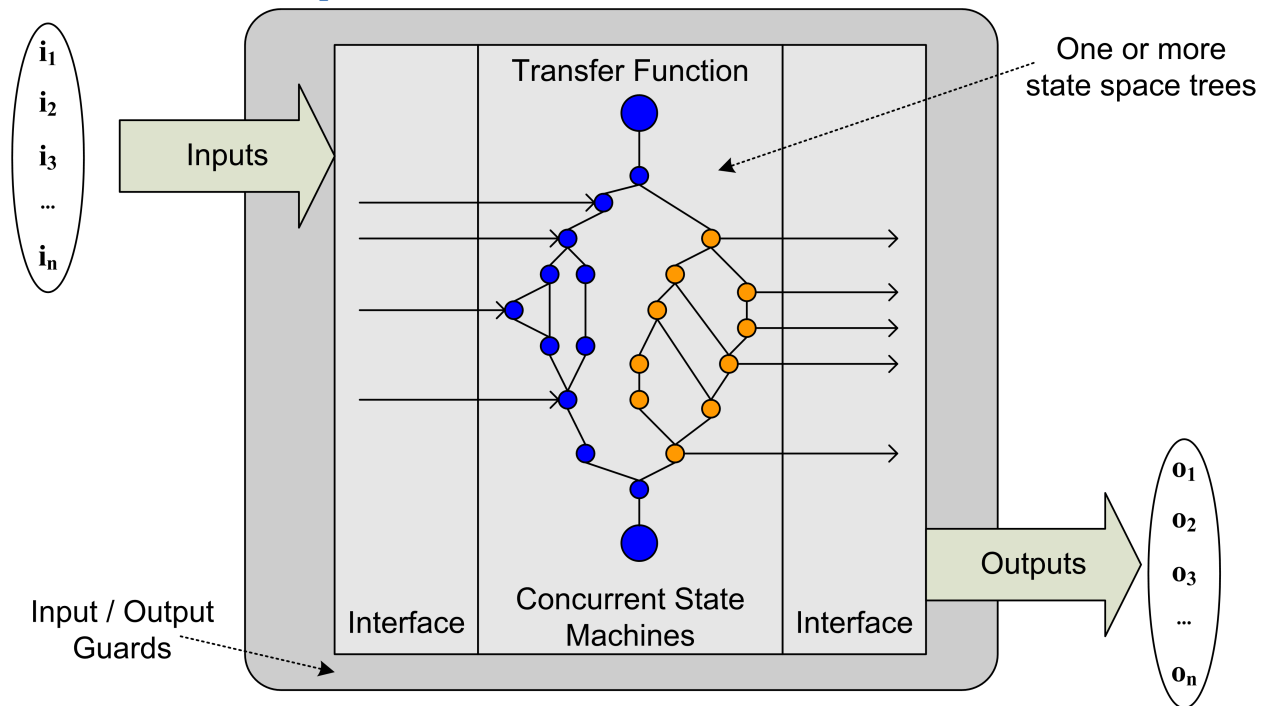 i1
i2
i3
...
in
Inputs
Transfer Function
One or more
state space trees
Input / Output
Guards
Interface
Concurrent State
Machines
Interface
Outputs
o1
o2
o3
...
on